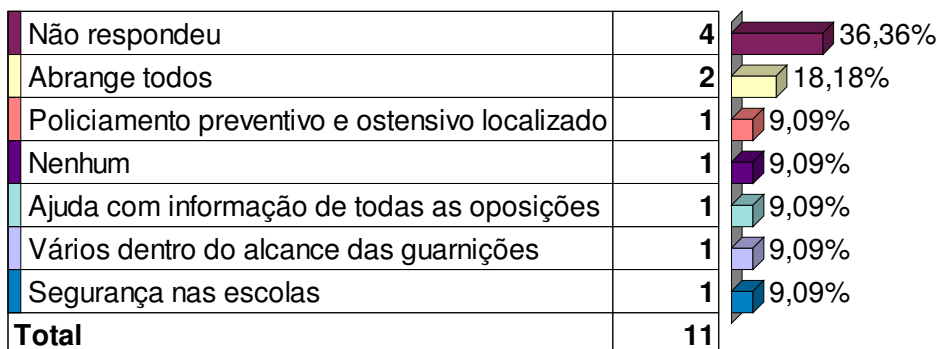 Não respondeu 4 36,36%
Abrange todos 2 18,18%
Policiamento preventivo e ostensivo localizado 1 9,09%
Nenhum 1 9,09%
Ajuda com informação de todas as oposições 1 9,09%
Vários dentro do alcance das guarnições 1 9,09%
Segurança nas escolas 1 9,09%
Total 11